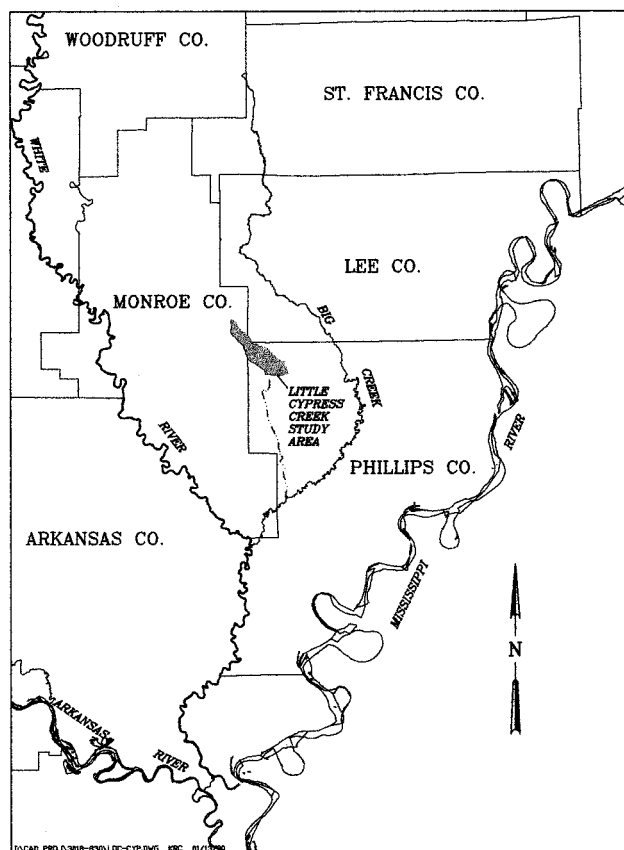 WOODRUFF CO.
ST. FRANCIS CO.
WHITE
LEE CO.
MONROE CO.
BIG
CREEK
LITTLE
CYPRESS
CREEK
STUDY
AREA
RIVER
RIVER
PHILLIPS CO.
ARKANSAS CO.
MISSISSIPPI
N
ARKANSAS
RIVER